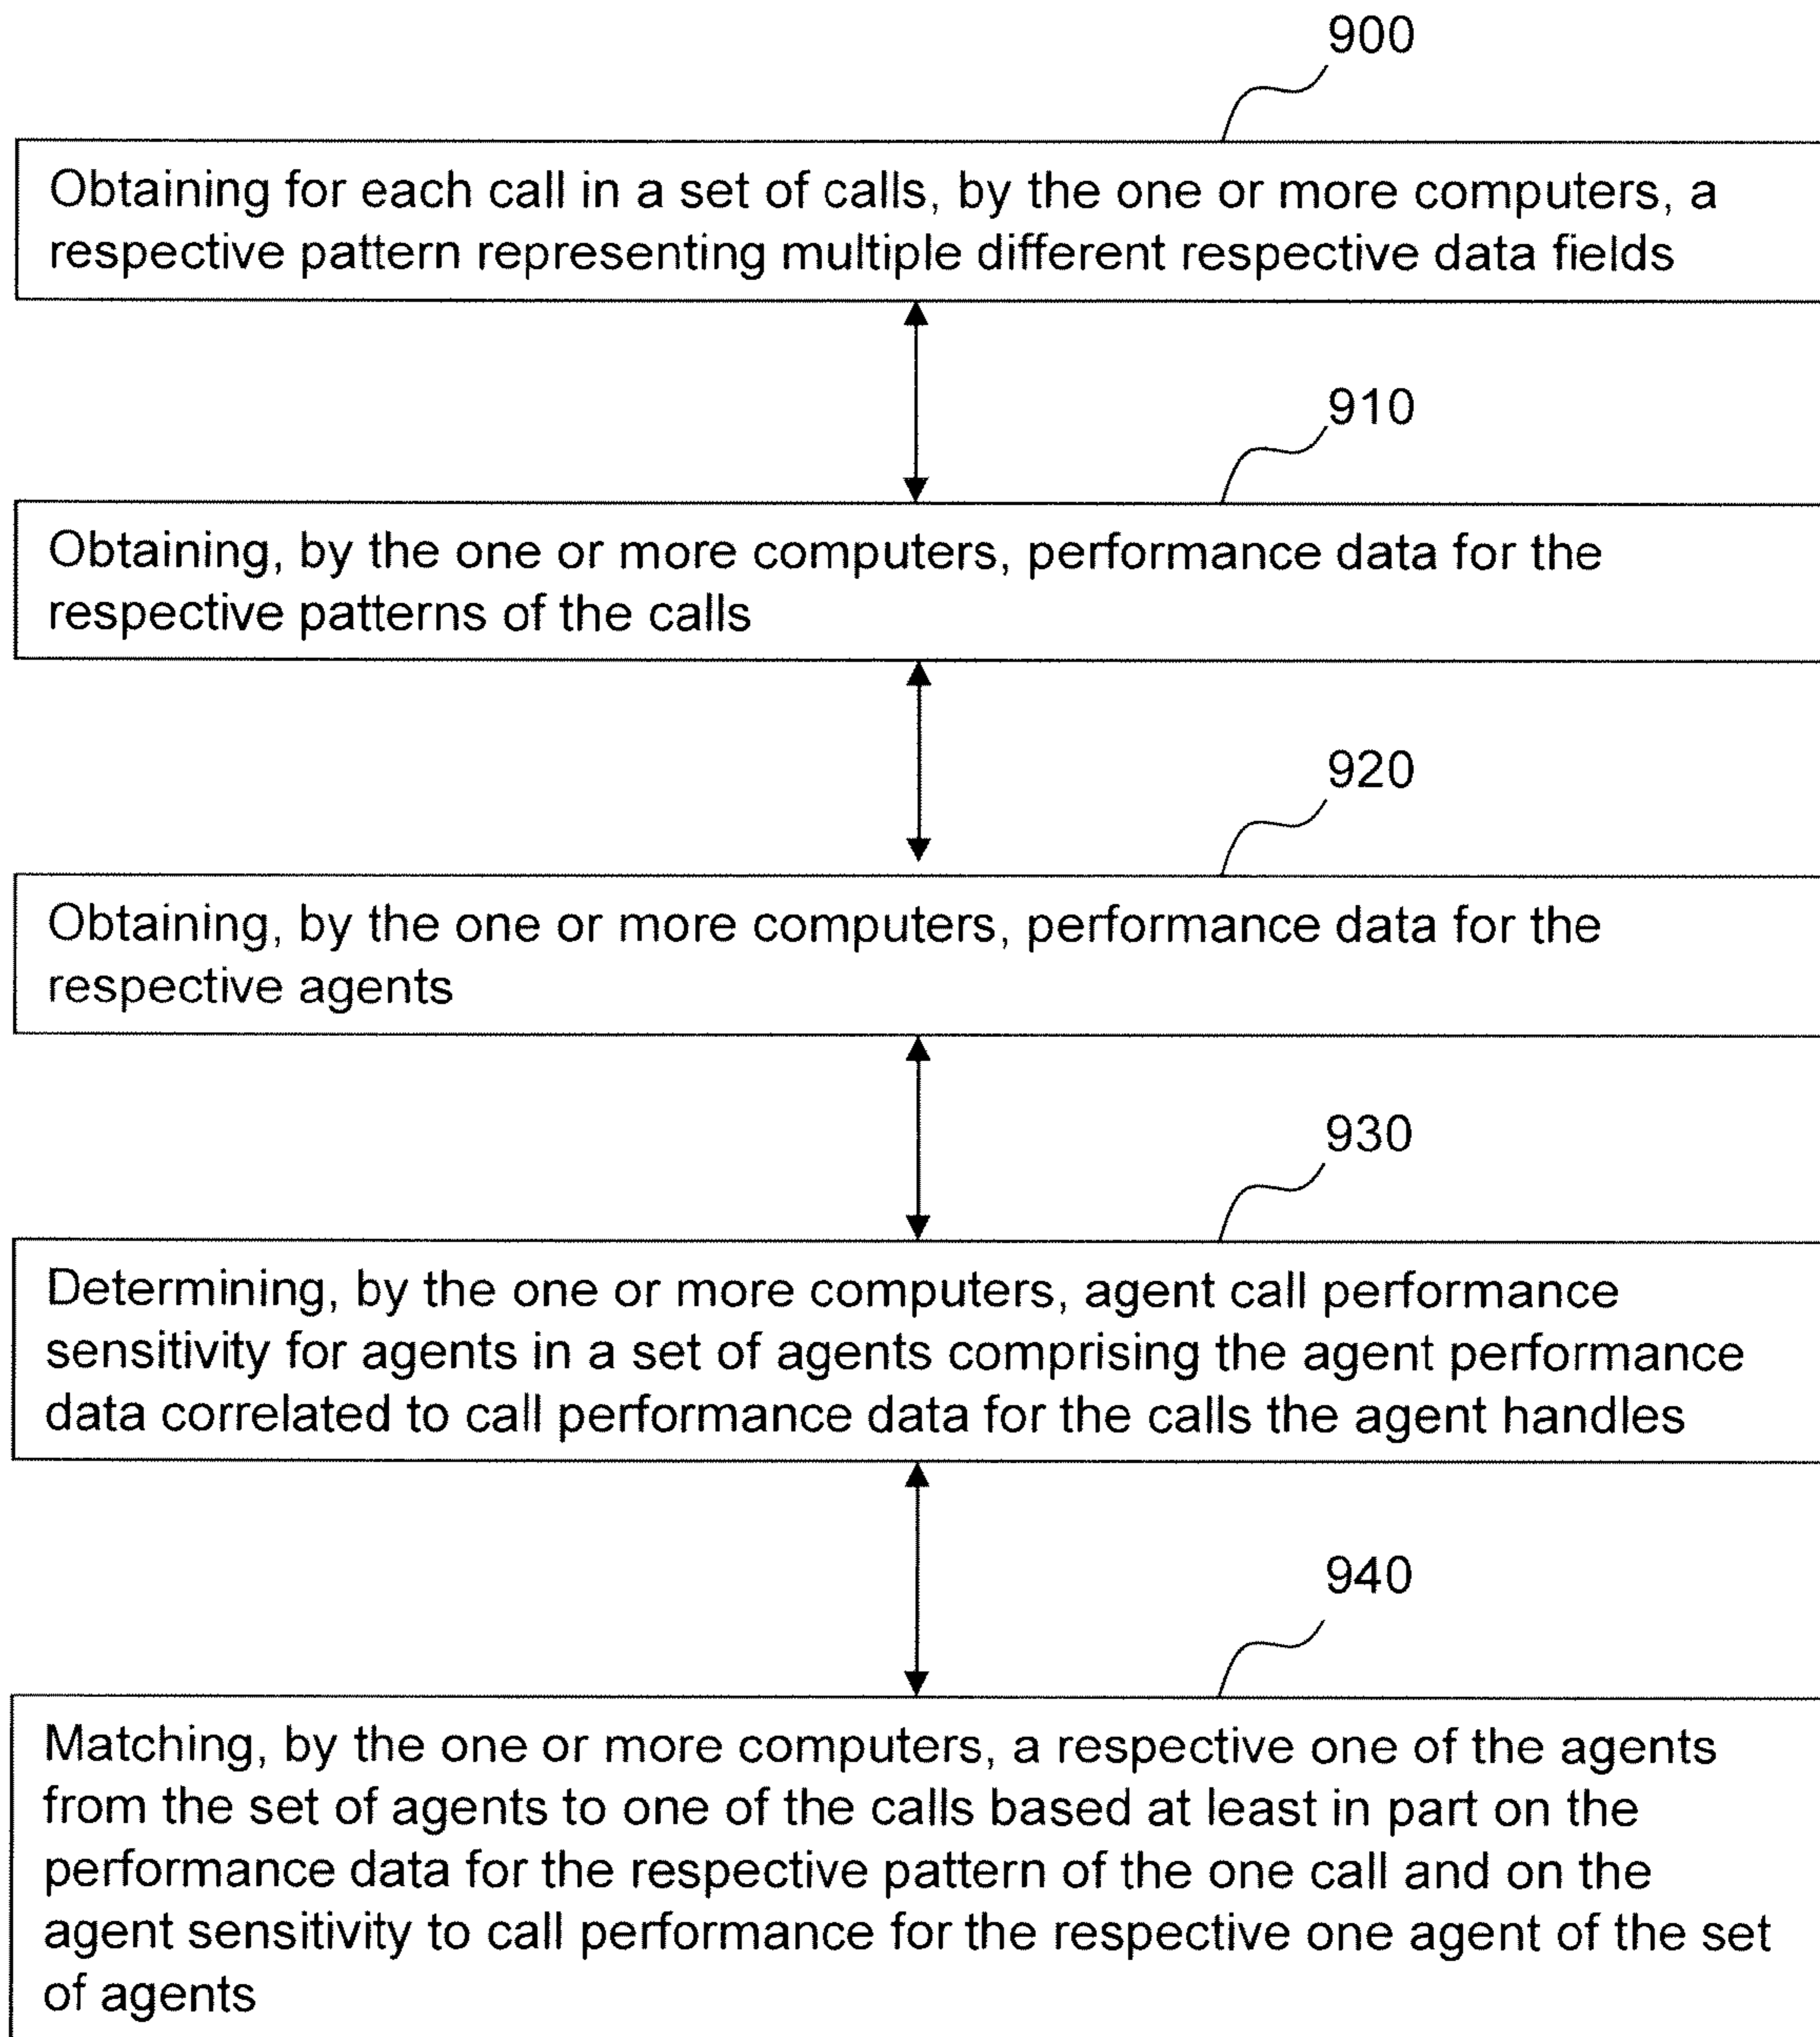 900
Obtaining for each call in a set of calls, by the one or more computers, a
respective pattern representing multiple different respective data fields
910
Obtaining, by the one or more computers, performance data for the
respective patterns of the calls
920
Obtaining, by the one or more computers, performance data for the
respective agents
930
Determining, by the one or more computers, agent call performance
sensitivity for agents in a set of agents comprising the agent performance
data correlated to call performance data for the calls the agent handles
940
Matching, by the one or more computers, a respective one of the agents
from the set of agents to one of the calls based at least in part on the
performance data for the respective pattern of the one call and on the
agent sensitivity to call performance for the respective one agent of the set
of agents